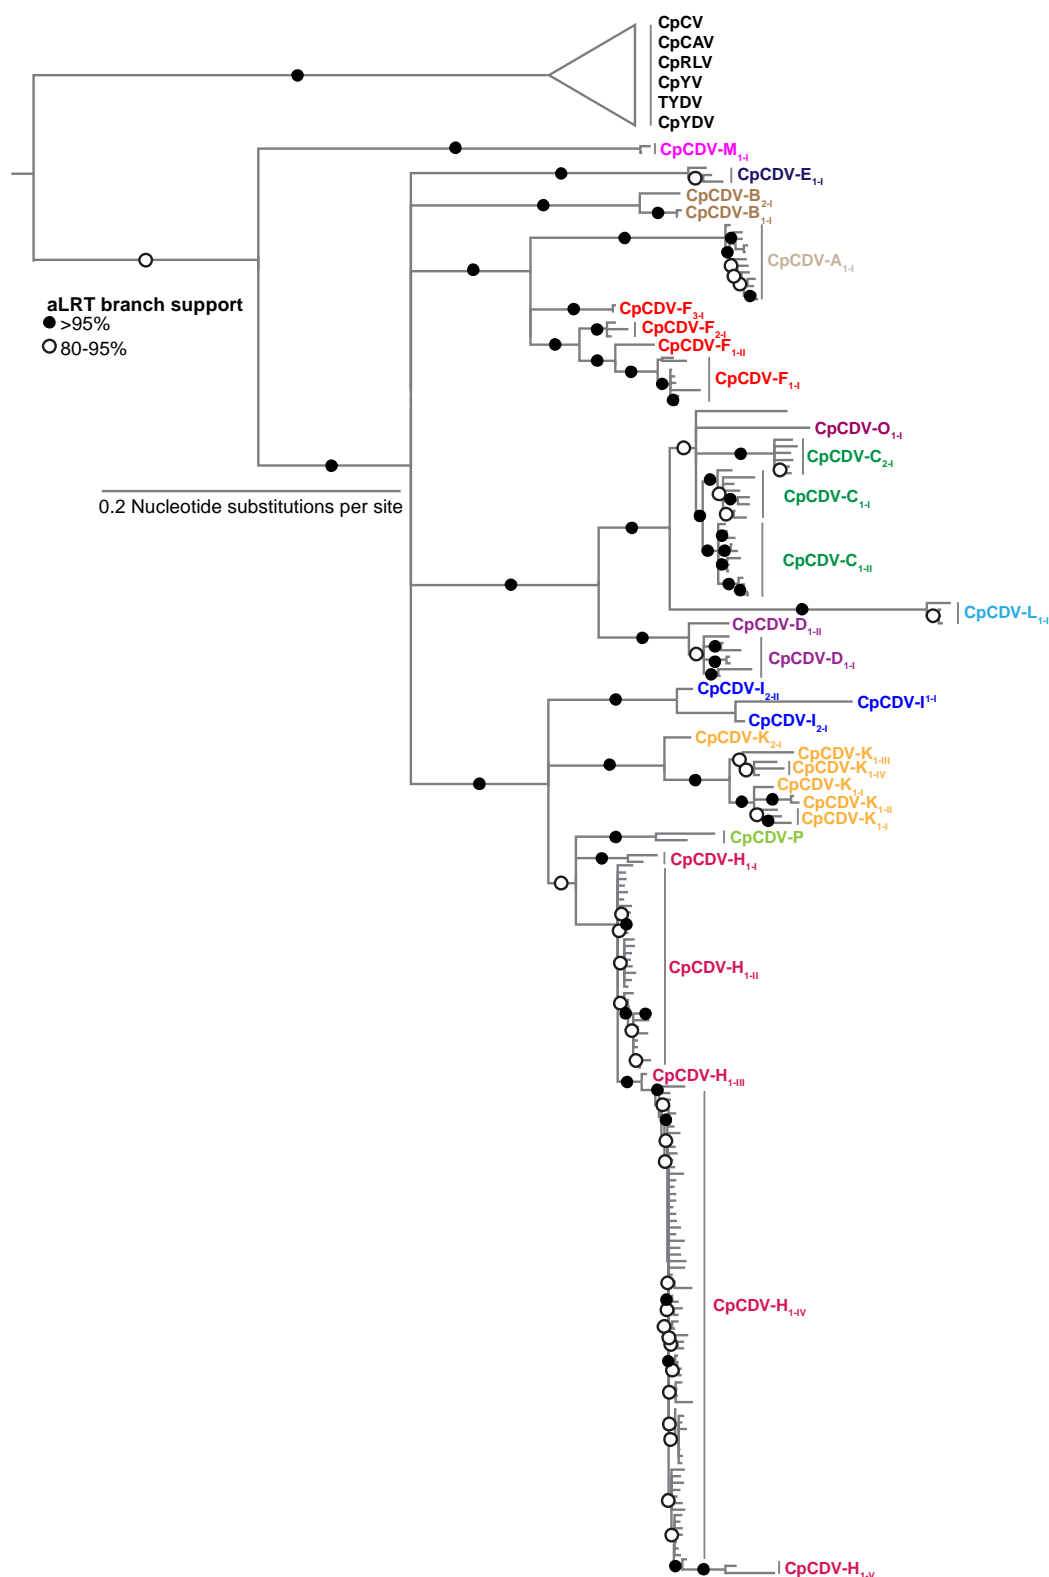 CpCV
CpCAV
CpRLV
CpYV
TYDV
CpYDV
CpCDV-M1-I
CpCDV-E1-I
CpCDV-B2-I
CpCDV-B1-I
CpCDV-A1-I
aLRT branch support
>95%
80-95%
CpCDV-F3-I
CpCDV-F2-I
CpCDV-F1-II
CpCDV-F1-I
CpCDV-O1-I
CpCDV-C2-I
CpCDV-C1-I
0.2 Nucleotide substitutions per site
CpCDV-C1-II
CpCDV-L1-I
CpCDV-D1-II
CpCDV-D1-I
CpCDV-I2-II
CpCDV-I1-I
CpCDV-I2-I
CpCDV-K2-I
CpCDV-K1-III
CpCDV-K1-IV
CpCDV-K1-I
CpCDV-K1-II
CpCDV-K1-I
CpCDV-P
CpCDV-H1-I
CpCDV-H1-II
CpCDV-H1-III
CpCDV-H1-IV
CpCDV-H1-V